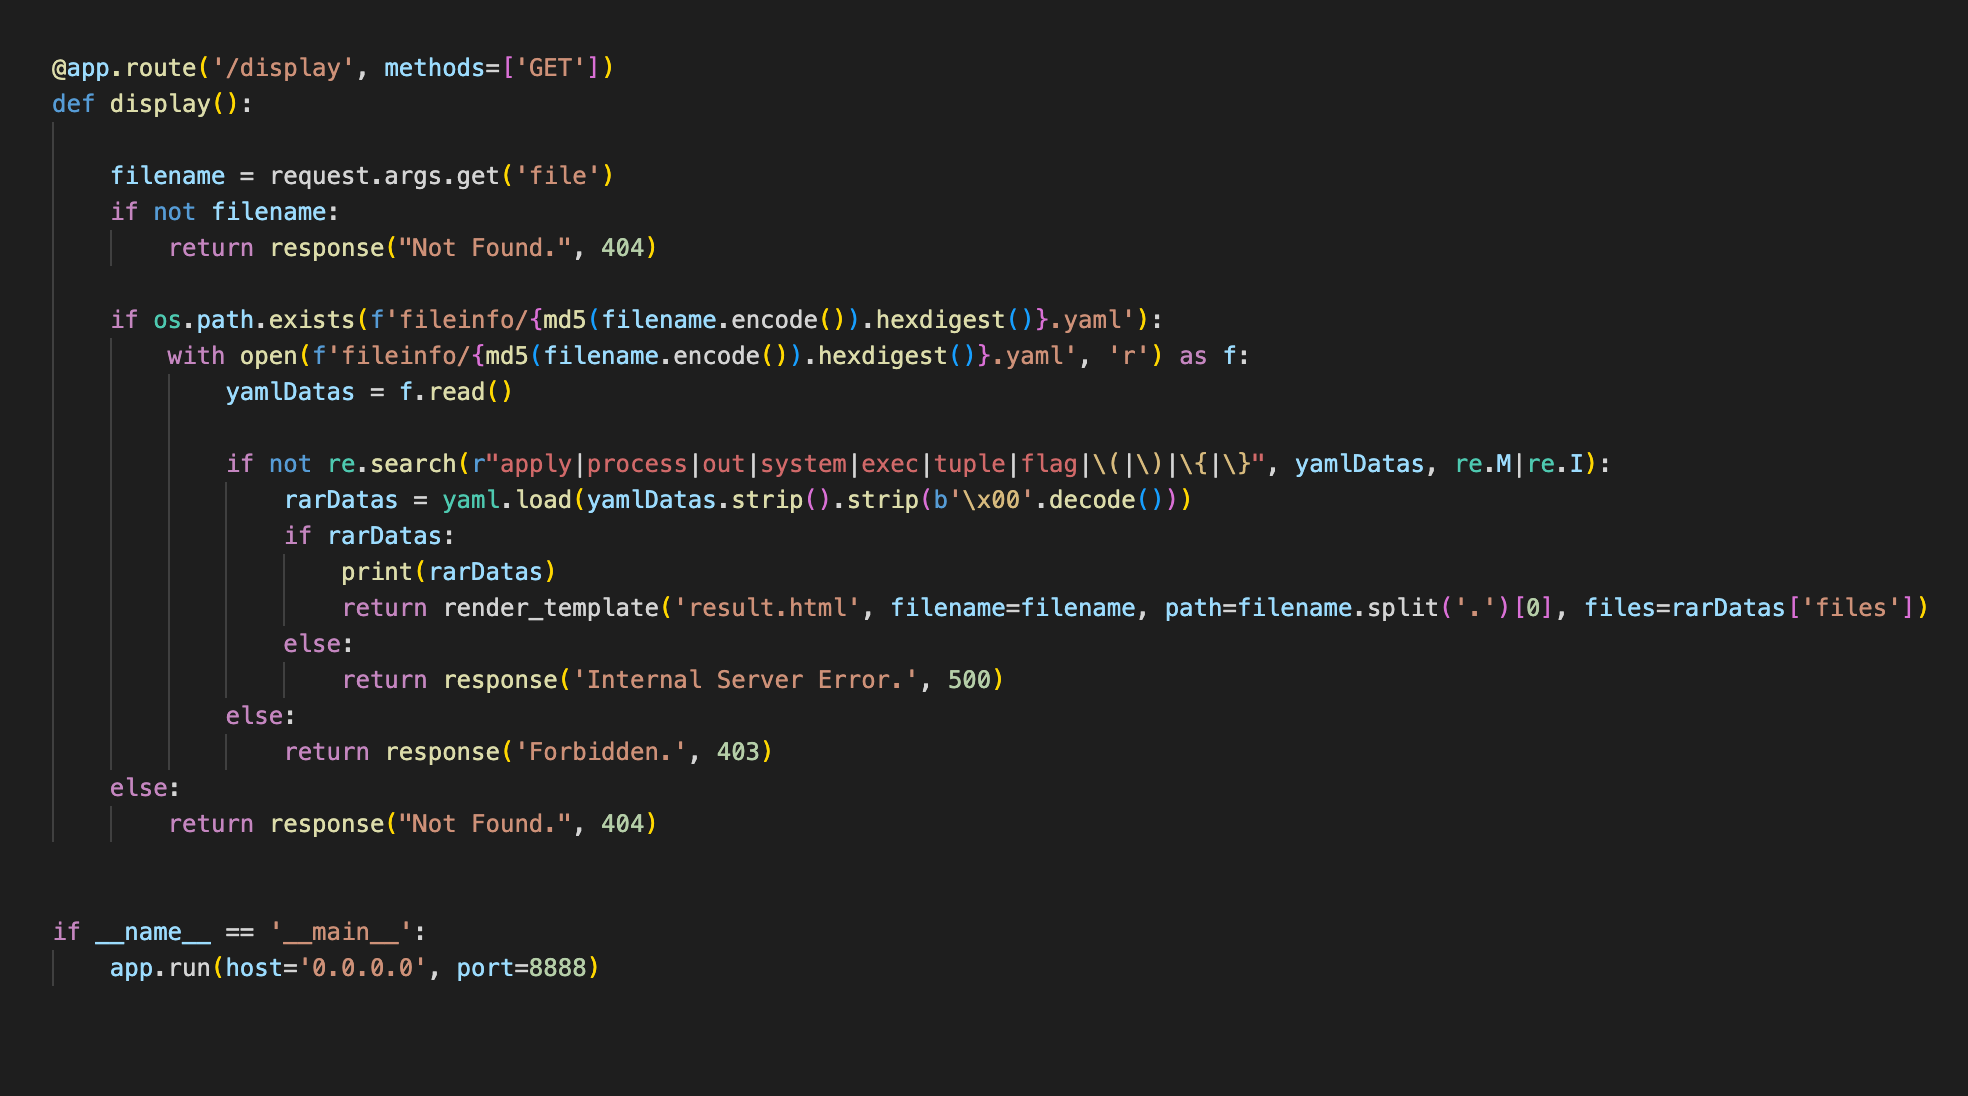 @app.route('/display', methods=['GET'])
def display():
    filename = request.args.get('file')
    if not filename:
        return response("Not Found.", 404)
    if os.path.exists(f'fileinfo/{md5(filename.encode()).hexdigest()}.yaml'):
        with open(f'fileinfo/{md5(filename.encode()).hexdigest()}.yaml', 'r') as f:
            yamlDatas = f.read()
            if not re.search(r"apply|process|out|system|exec|tuple|flag|\(|\)|\{|\}", yamlDatas, re.M|re.I):
                rarDatas = yaml.load(yamlDatas.strip().strip(b'\x00'.decode()))
                if rarDatas:
                    print(rarDatas)
                    return render_template('result.html', filename=filename, path=filename.split('.')[0], files=rarDatas['files'])
                else:
                    return response('Internal Server Error.', 500)
            else:
                return response('Forbidden.', 403)
    else:
        return response("Not Found.", 404)
if __name__ == '__main__':
    app.run(host='0.0.0.0', port=8888)